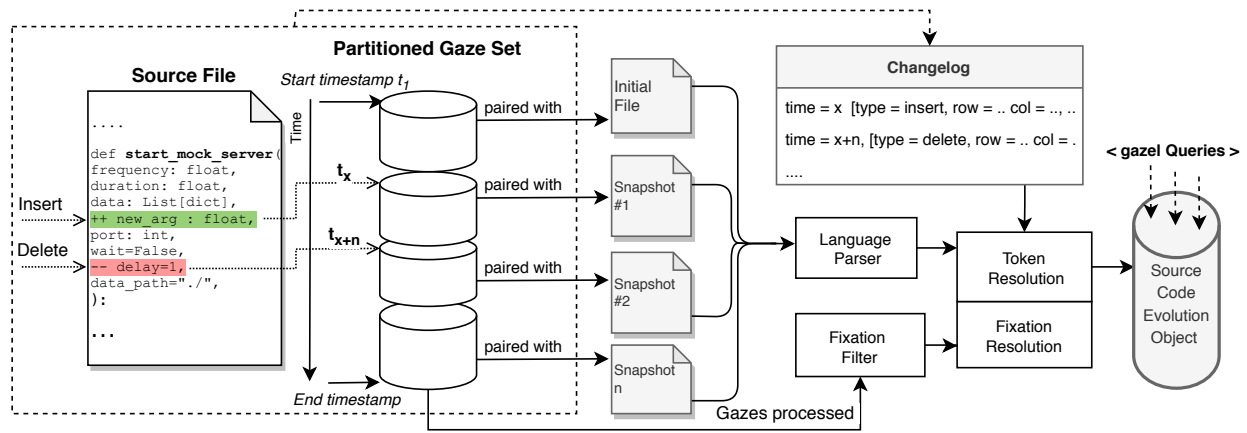 Partitioned Gaze Set
Source File
Start timestamp t1
Time
....
def start_mock_server(
frequency: float,
duration: float,
data: List[dict],
++ new_arg : float,
port: int,
wait=False,
-- delay=1,
data_path="./",
):
...
Insert
Delete
tx
tx+n
End timestamp
paired with
paired with
paired with
paired with
Initial
File
Snapshot
#1
Snapshot
#2
Snapshot
n
Gazes processed
Changelog
time = x [type = insert, row = .. col = .., ..
time = x+n, [type = delete, row = .. col = .
....
Language
Parser
Fixation
Filter
Token
Resolution
Fixation
Resolution
< gazel Queries >
Source
Code
Evolution
Object